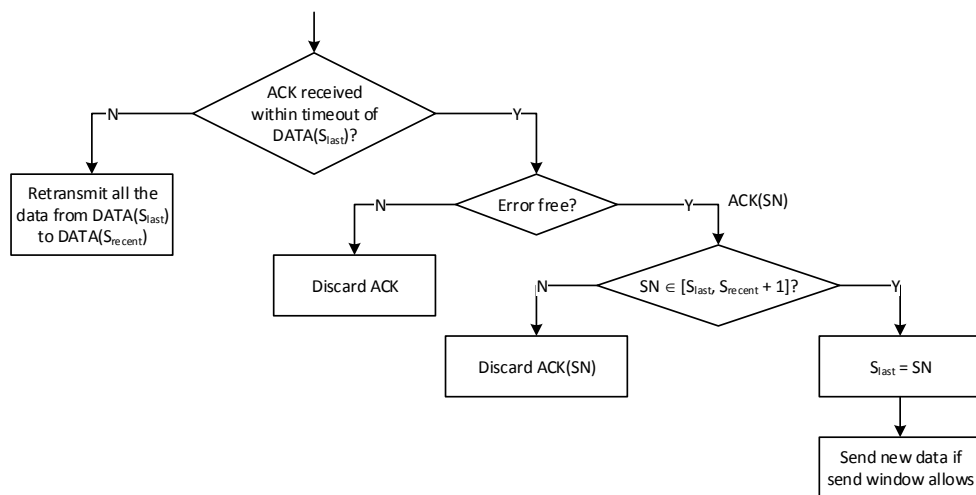 ACK received
within timeout of
DATA(Slast)?
N
Y
Retransmit all the
data from DATA(Slast)
to DATA(Srecent)
Error free?
N
Y
ACK(SN)
Discard ACK
SN ∈ [Slast, Srecent + 1]?
N
Y
Discard ACK(SN)
Slast = SN
Send new data if
send window allows